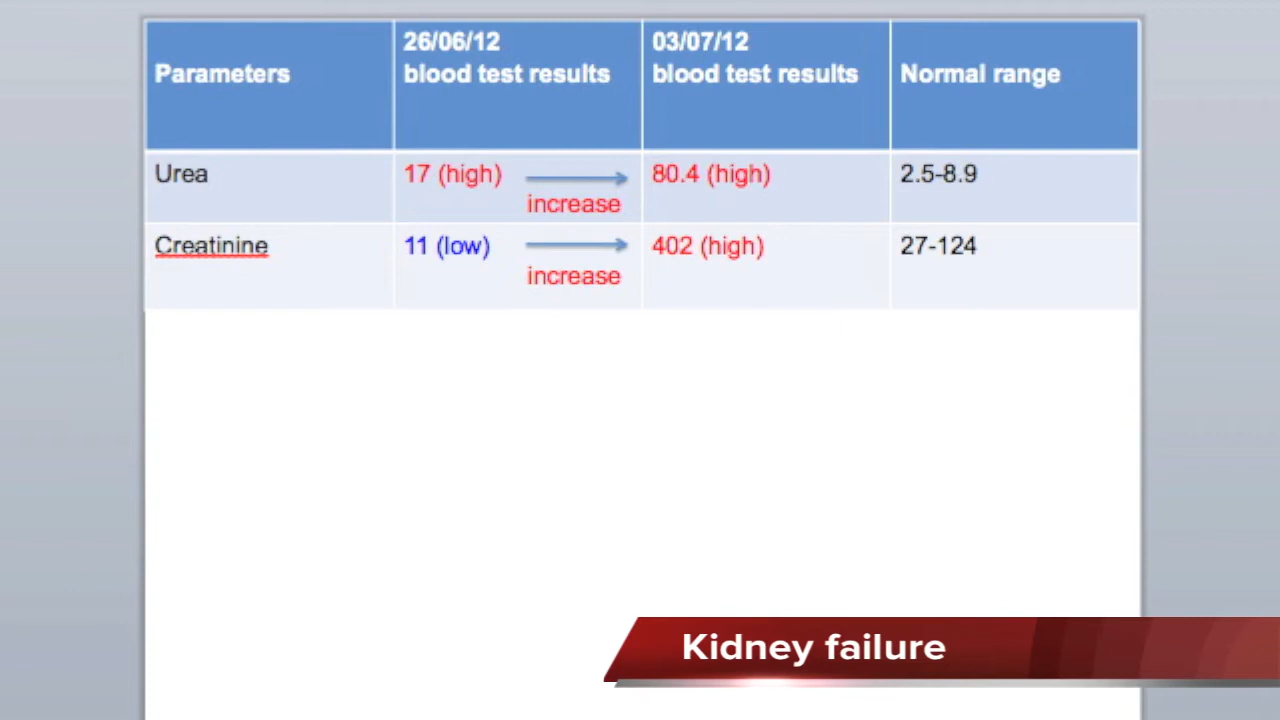 Parameters
26/06/12
blood test results
03/07/12
blood test results
Normal range
Urea
17 (high)
increase
80.4 (high)
2.5-8.9
Creatinine
11 (low)
increase
402 (high)
27-124
Kidney failure